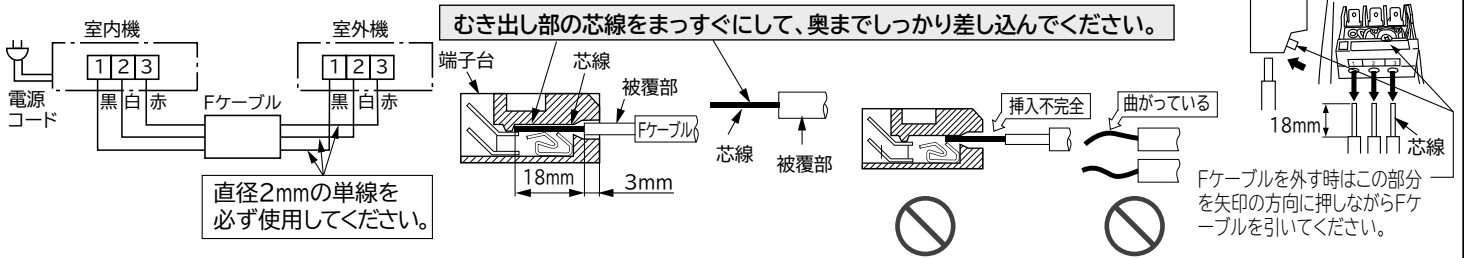 むき出し部の芯線をまっすぐにして、奥までしっかり差し込んでください。
室内機
室外機
1 2 3
1 2 3
黒 白 赤
黒 白 赤
電源
コード
Fケーブル
直径2mmの単線を
必ず使用してください。
端子台
芯線
被覆部
Fケーブル
18mm
3mm
芯線
被覆部
挿入不完全
曲がっている
1 2 3
18mm
芯線
Fケーブルを外す時はこの部分
を矢印の方向に押しながらFケ
ーブルを引いてください。